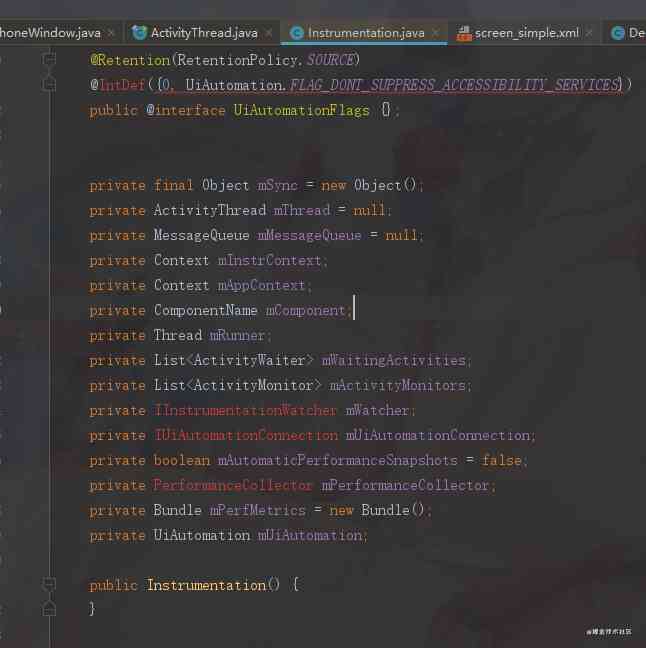 honeWindow.java × ActivityThread.java × Instrumentation.java × screen_simple.xml × De
@Retention(RetentionPolicy.SOURCE)
@IntDef({0, UiAutomation.FLAG_DONT_SUPPRESS_ACCESSIBILITY_SERVICES})
public @interface UiAutomationFlags {};
private final Object mSync = new Object();
private ActivityThread mThread = null;
private MessageQueue mMessageQueue = null;
private Context mInstrContext;
private Context mAppContext;
private ComponentName mComponent;
private Thread mRunner;
private List<ActivityWaiter> mWaitingActivities;
private List<ActivityMonitor> mActivityMonitors;
private IInstrumentationWatcher mWatcher;
private IUiAutomationConnection mUiAutomationConnection;
private boolean mAutomaticPerformanceSnapshots = false;
private PerformanceCollector mPerformanceCollector;
private Bundle mPerfMetrics = new Bundle();
private UiAutomation mUiAutomation;
public Instrumentation() {
}
@掘金技术社区